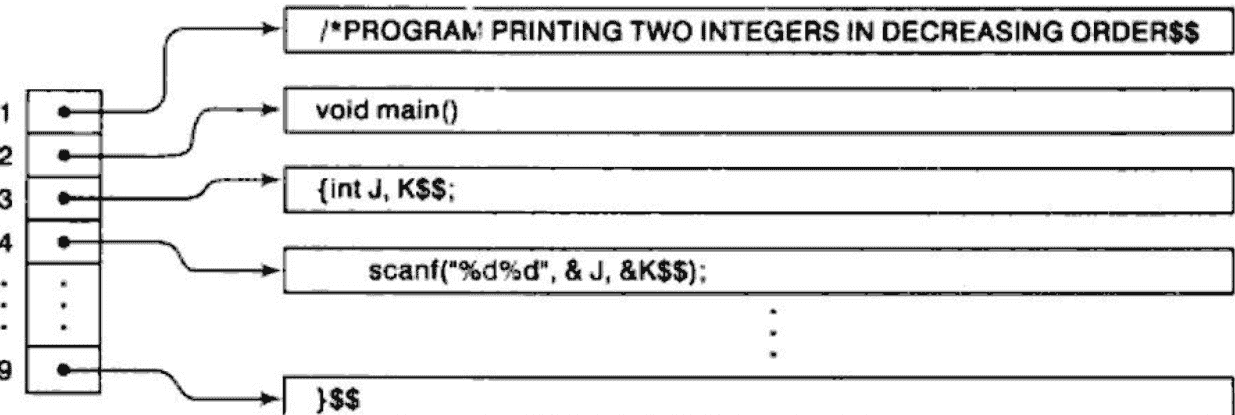 /*PROGRAM PRINTING TWO INTEGERS IN DECREASING ORDER$$
1
void main()
2
{int J, K$$;
3
4
scanf("%d%d", & J, &K$$);
9
}$$